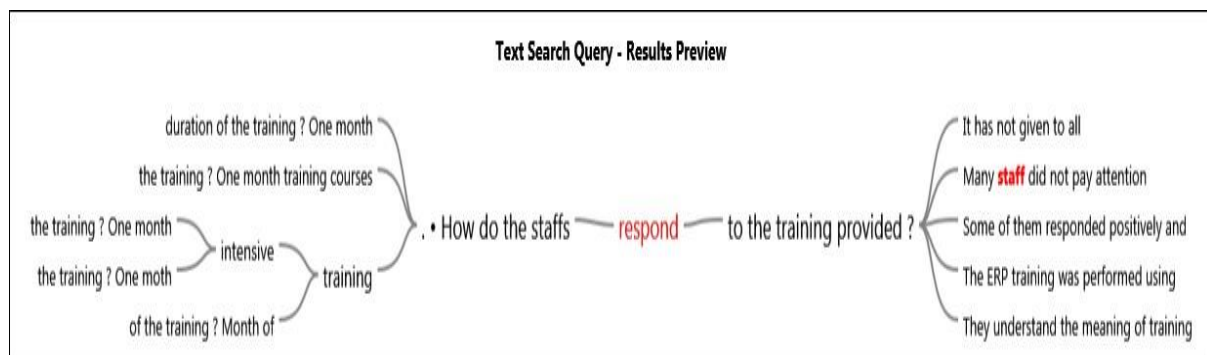 Text Search Query - Results Preview
duration of the training ? One month
the training ? One month training courses
the training ? One month
the training ? One moth
intensive
of the training ? Month of
training
. • How do the staffs
respond
to the training provided ?
It has not given to all
Many staff did not pay attention
Some of them responded positively and
The ERP training was performed using
They understand the meaning of training